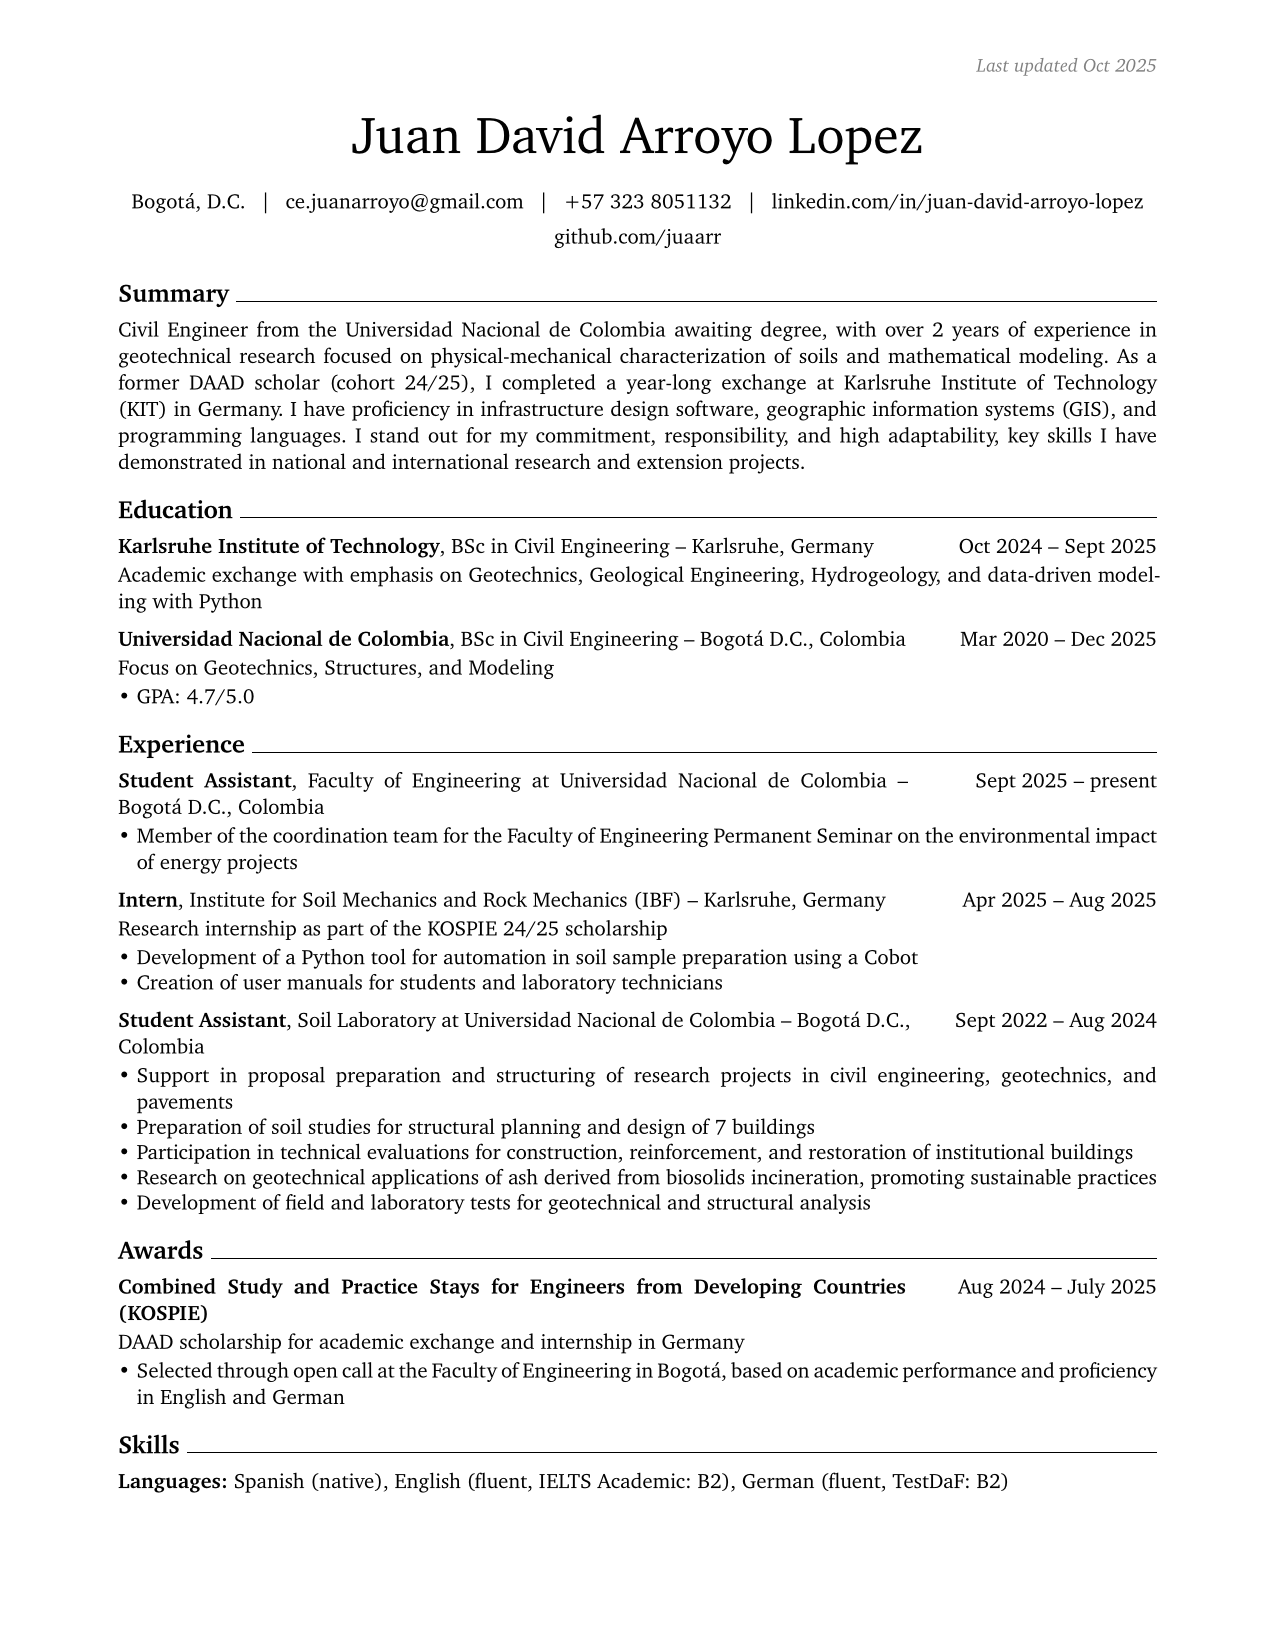 Last updated Oct 2025
Juan David Arroyo Lopez
Bogotá, D.C. | ce.juanarroyo@gmail.com | +57 323 8051132 | linkedin.com/in/juan-david-arroyo-lopez
github.com/juaarr
Summary
Civil Engineer from the Universidad Nacional de Colombia awaiting degree, with over 2 years of experience in
geotechnical research focused on physical-mechanical characterization of soils and mathematical modeling. As a
former DAAD scholar (cohort 24/25), I completed a year-long exchange at Karlsruhe Institute of Technology
(KIT) in Germany. I have proficiency in infrastructure design software, geographic information systems (GIS), and
programming languages. I stand out for my commitment, responsibility, and high adaptability, key skills I have
demonstrated in national and international research and extension projects.
Education
Karlsruhe Institute of Technology, BSc in Civil Engineering – Karlsruhe, Germany Oct 2024 – Sept 2025
Academic exchange with emphasis on Geotechnics, Geological Engineering, Hydrogeology, and data-driven model-
ing with Python
Universidad Nacional de Colombia, BSc in Civil Engineering – Bogotá D.C., Colombia Mar 2020 – Dec 2025
Focus on Geotechnics, Structures, and Modeling
• GPA: 4.7/5.0
Experience
Student Assistant, Faculty of Engineering at Universidad Nacional de Colombia – Sept 2025 – present
Bogotá D.C., Colombia
• Member of the coordination team for the Faculty of Engineering Permanent Seminar on the environmental impact
of energy projects
Intern, Institute for Soil Mechanics and Rock Mechanics (IBF) – Karlsruhe, Germany Apr 2025 – Aug 2025
Research internship as part of the KOSPIE 24/25 scholarship
• Development of a Python tool for automation in soil sample preparation using a Cobot
• Creation of user manuals for students and laboratory technicians
Student Assistant, Soil Laboratory at Universidad Nacional de Colombia – Bogotá D.C., Sept 2022 – Aug 2024
Colombia
• Support in proposal preparation and structuring of research projects in civil engineering, geotechnics, and
pavements
• Preparation of soil studies for structural planning and design of 7 buildings
• Participation in technical evaluations for construction, reinforcement, and restoration of institutional buildings
• Research on geotechnical applications of ash derived from biosolids incineration, promoting sustainable practices
• Development of field and laboratory tests for geotechnical and structural analysis
Awards
Combined Study and Practice Stays for Engineers from Developing Countries Aug 2024 – July 2025
(KOSPIE)
DAAD scholarship for academic exchange and internship in Germany
• Selected through open call at the Faculty of Engineering in Bogotá, based on academic performance and proficiency
in English and German
Skills
Languages: Spanish (native), English (fluent, IELTS Academic: B2), German (fluent, TestDaF: B2)